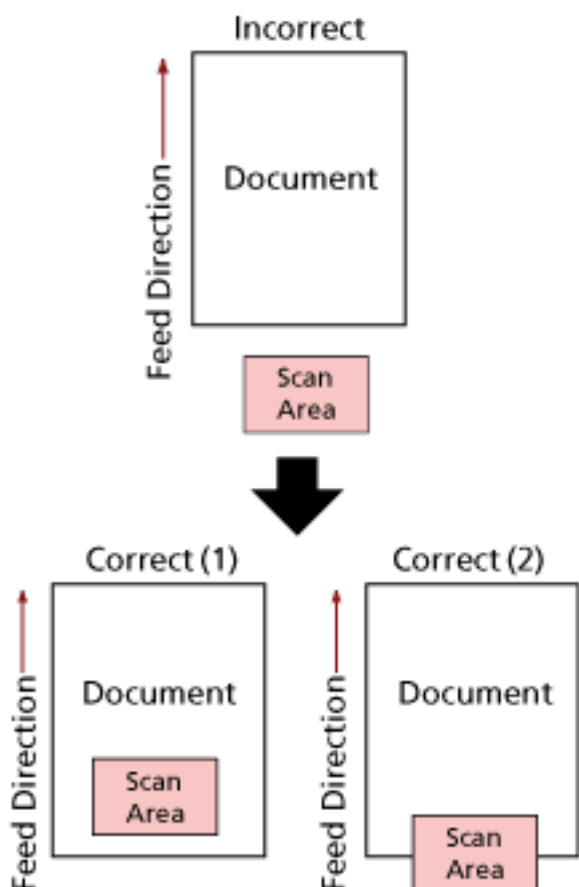 Incorrect
Feed Direction
Document
Scan
Area
Correct (1)
Correct (2)
Feed Direction
Document
Scan
Area
Feed Direction
Document
Scan
Area